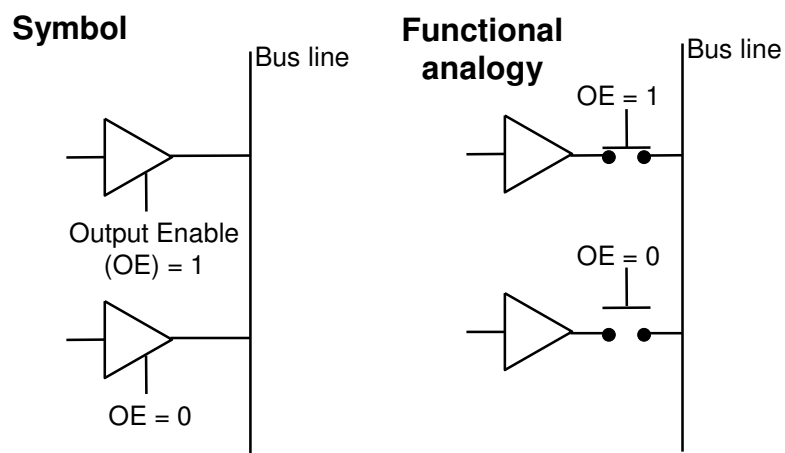 Symbol
Bus line
Output Enable
(OE) = 1
OE = 0
Functional
analogy
Bus line
OE = 1
OE = 0